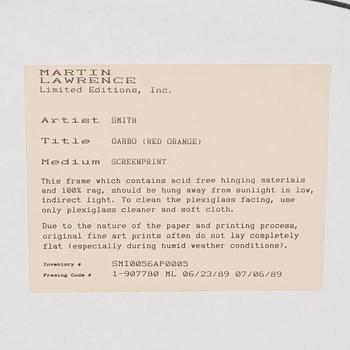 MARTIN
LAWRENCE
Limited Editions, Inc.
Artist SMITH
Title GARBO (RED ORANGE)
Medium SCREENPRINT
This frame which contains acid free hinging materials
and 100% rag, should be hung away from sunlight in low,
indirect light. To clean the plexiglass facing, use
only plexiglass cleaner and soft cloth.
Due to the nature of the paper and printing process,
original fine art prints often do not lay completely
flat (especially during humid weather conditions).
Inventory # SMI0056AP0005
Framing Code # 1-907780 ML 06/23/89 07/06/89